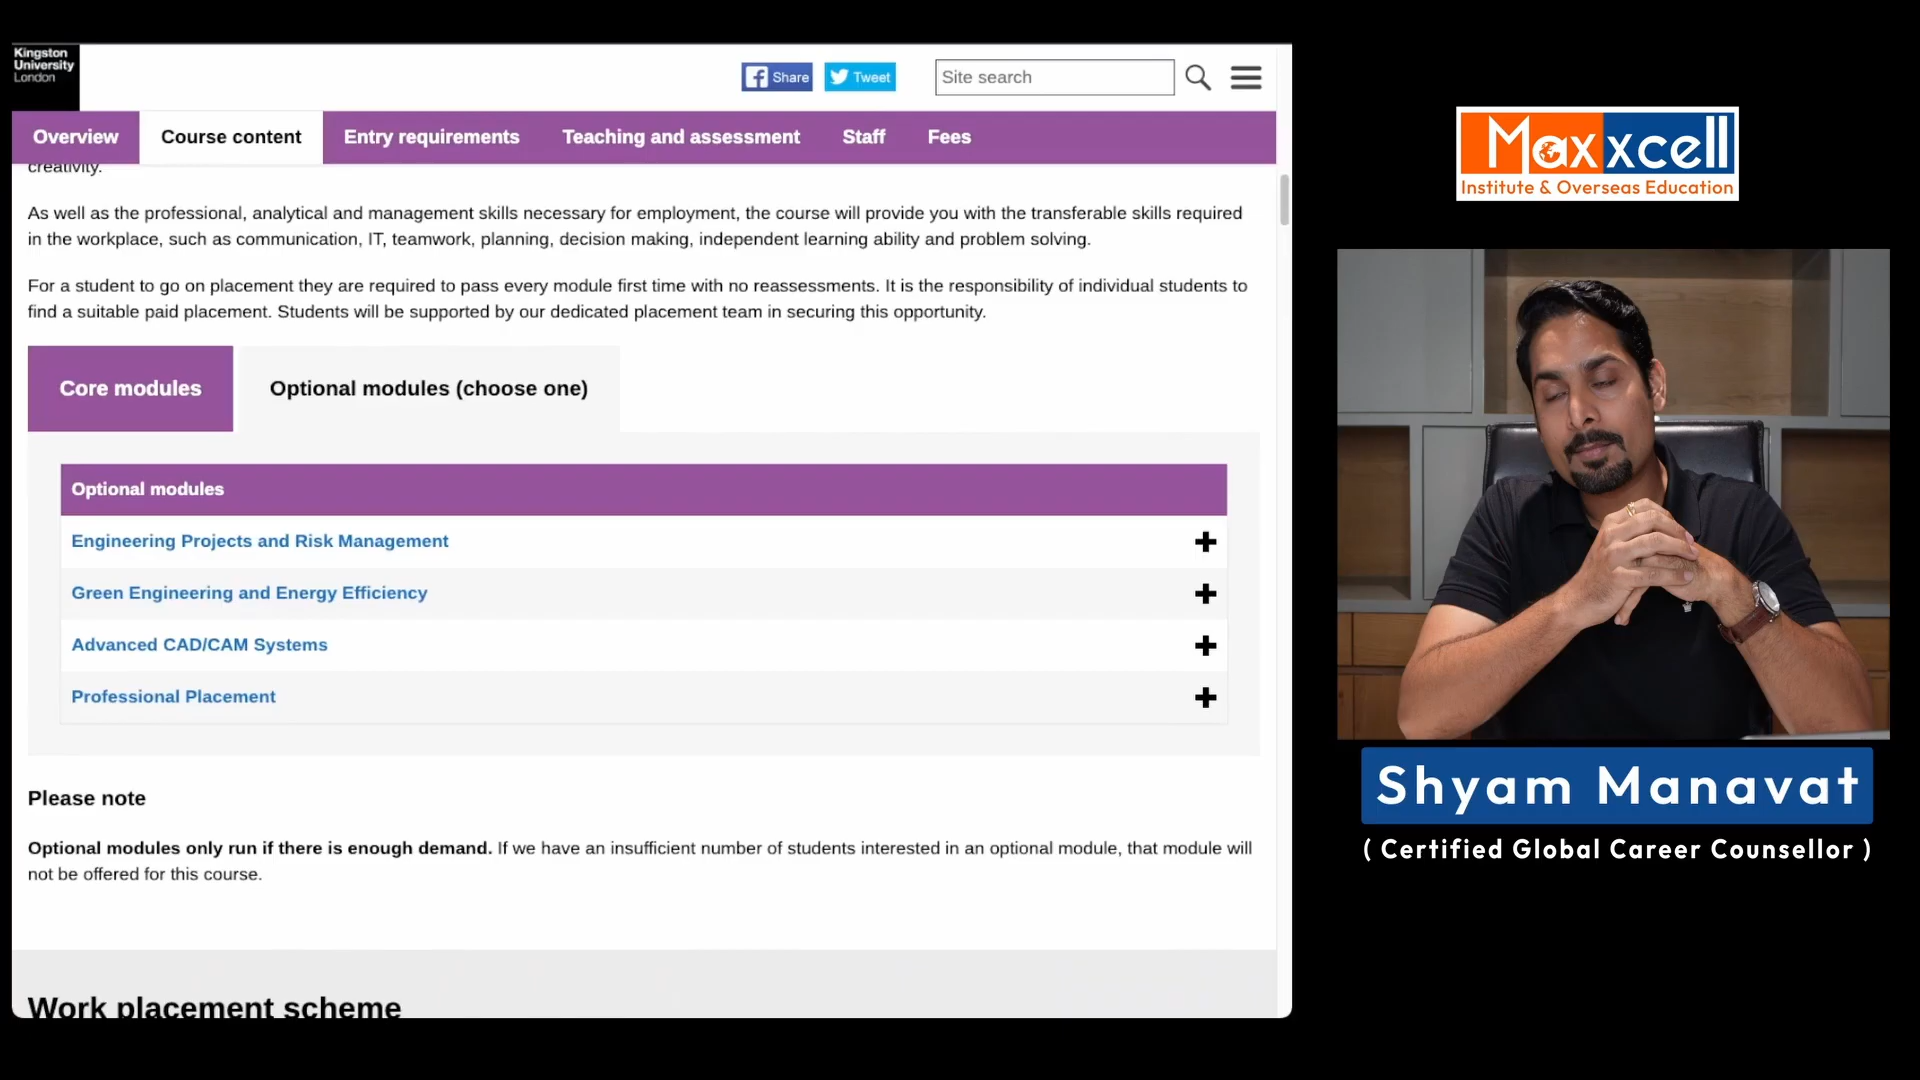 Kingston
University
London
Share
Tweet
Site search
Overview
Course content
Entry requirements
Teaching and assessment
Staff
Fees
creativity.
As well as the professional, analytical and management skills necessary for employment, the course will provide you with the transferable skills required
in the workplace, such as communication, IT, teamwork, planning, decision making, independent learning ability and problem solving.
For a student to go on placement they are required to pass every module first time with no reassessments. It is the responsibility of individual students to
find a suitable paid placement. Students will be supported by our dedicated placement team in securing this opportunity.
Core modules
Optional modules (choose one)
Optional modules
Engineering Projects and Risk Management
Green Engineering and Energy Efficiency
Advanced CAD/CAM Systems
Professional Placement
Please note
Optional modules only run if there is enough demand. If we have an insufficient number of students interested in an optional module, that module will
not be offered for this course.
Work placement scheme
Maxxcell
Institute & Overseas Education
Shyam Manavat
( Certified Global Career Counsellor )